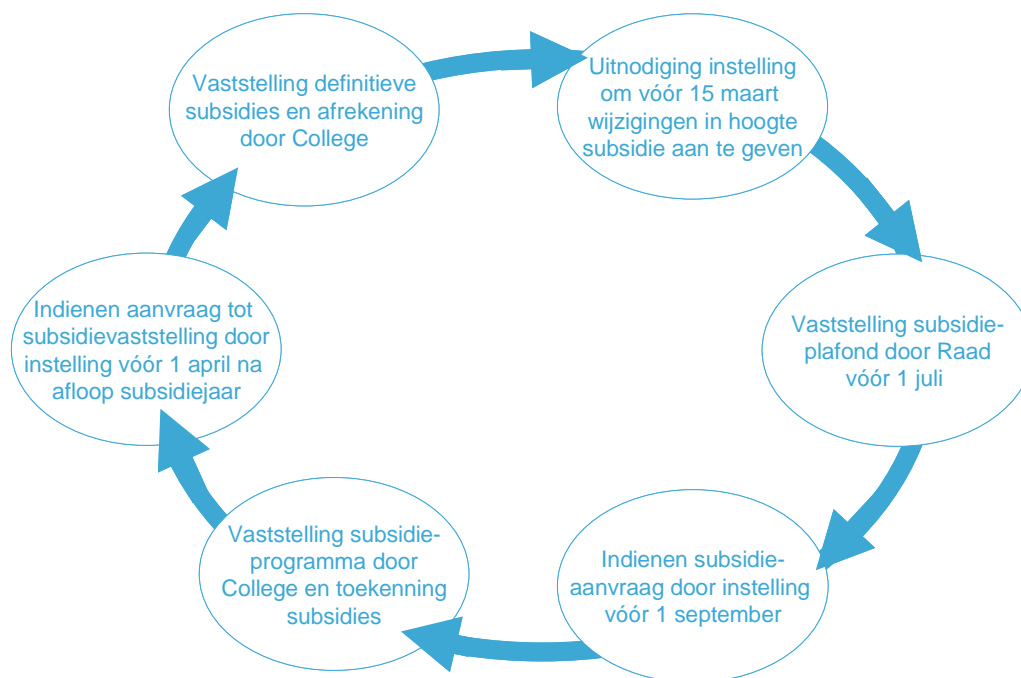 Vaststelling definitieve
subsidies en afrekening
door College
Uitnodiging instelling
om vóór 15 maart
wijzigingen in hoogte
subsidie aan te geven
Vaststelling subsidie-
plafond door Raad
vóór 1 juli
Indienen subsidie-
aanvraag door instelling
vóór 1 september
Vaststelling subsidie-
programma door
College en toekenning
subsidies
Indienen aanvraag tot
subsidievaststelling door
instelling vóór 1 april na
afloop subsidiejaar